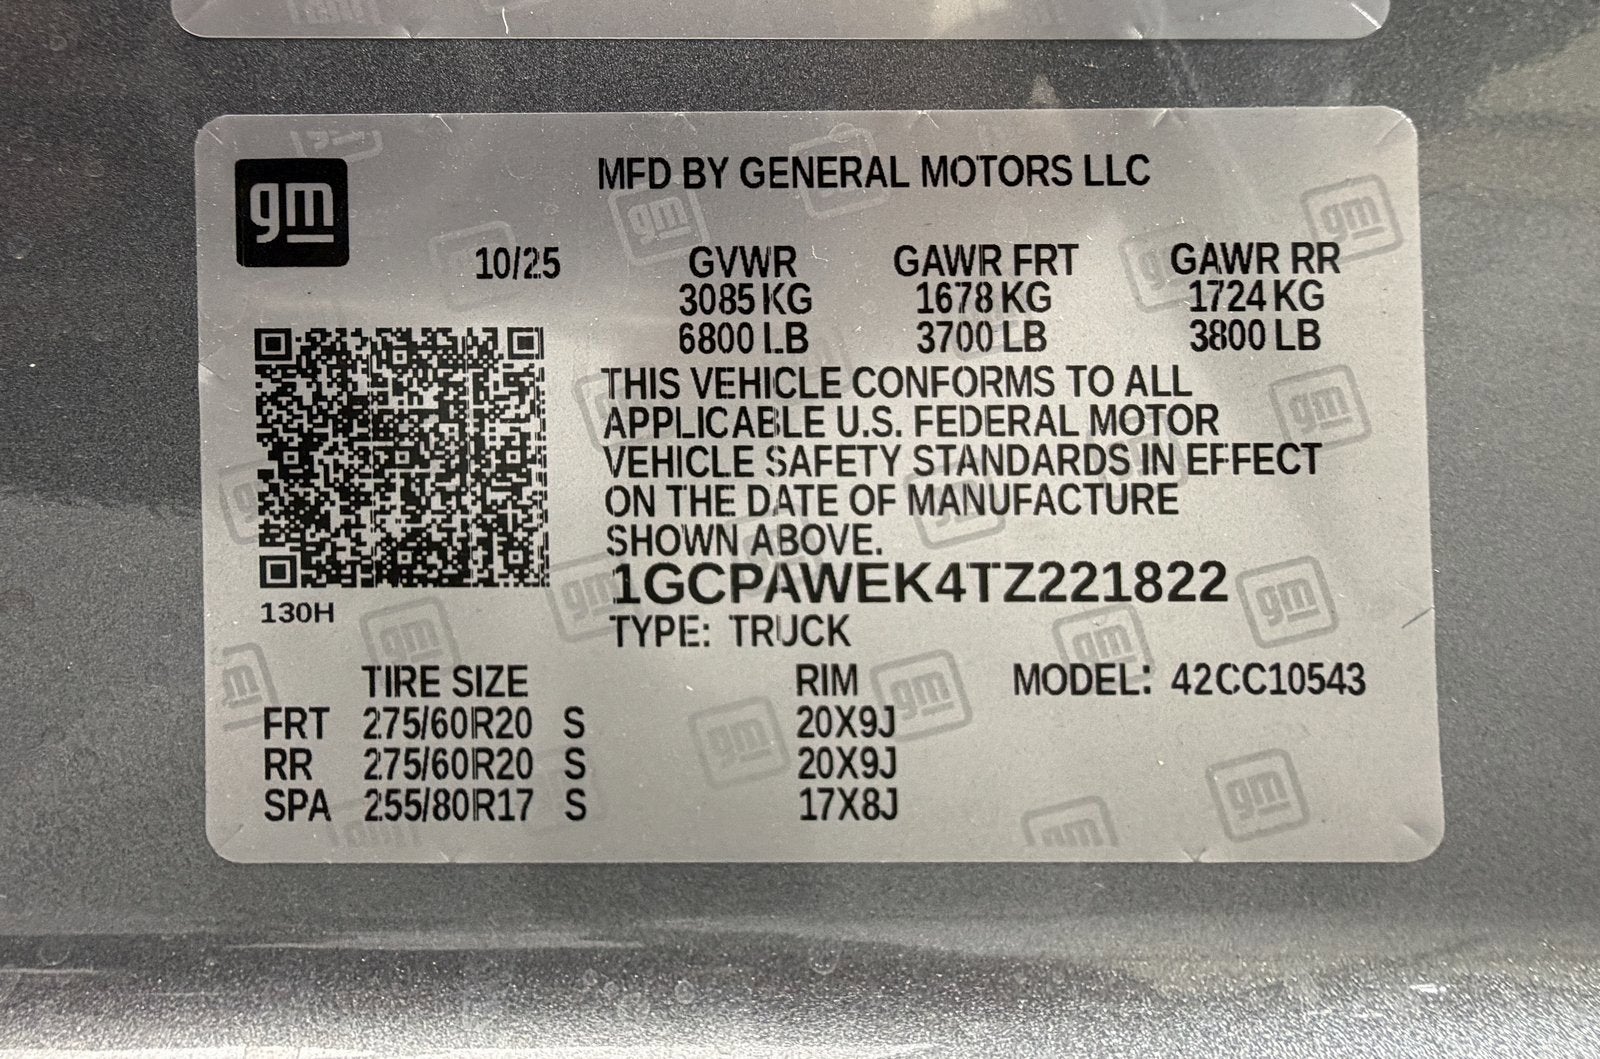 gm
MFD BY GENERAL MOTORS LLC
10/25 GVWR GAWR FRT GAWR RR
3085 KG 1678 KG 1724 KG
6800 LB 3700 LB 3800 LB
THIS VEHICLE CONFORMS TO ALL
APPLICABLE U.S. FEDERAL MOTOR
VEHICLE SAFETY STANDARDS IN EFFECT
ON THE DATE OF MANUFACTURE
SHOWN ABOVE.
1GCPAWEK4TZ221822
130H
TYPE: TRUCK
TIRE SIZE RIM MODEL: 42CC10543
FRT 275/60R20 S 20X9J
RR 275/60R20 S 20X9J
SPA 255/80R17 S 17X8J